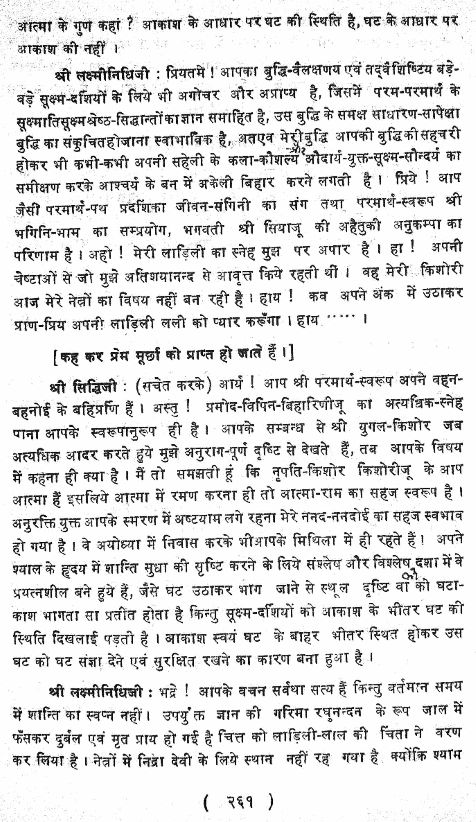 आत्मा के गुण कहां ? आकाश के आधार पर घट की स्थिति है, घट के आधार पर
आकाश की नहीं ।
श्री लक्ष्मीनिधिजी : प्रियतमे ! आपका बुद्धि-वैलक्षणय एवं तद्वैशिष्टिय बड़े-
बड़े सूक्ष्म-दर्शियों के लिये भी अगोचर और अप्राप्य है, जिसमें परम-परमार्थ के
सूक्ष्मातिसूक्ष्मश्रेष्ठ-सिद्धान्तों का ज्ञान समाहित है, उस बुद्धि के समक्ष साधारण-सापेक्षा
बुद्धि का संकुचित होजाना स्वाभाविक है, अतएव मेरी बुद्धि आपकी बुद्धि की सहचरी
होकर भी कभी-कभी अपनी सहेली के कला-कौशल्य और औदार्य-युक्त-सूक्ष्म-सौन्दर्य का
समीक्षण करके आश्चर्य के बन में अकेली बिहार करने लगती है । प्रिये ! आप
जैसी परमार्थ-पथ प्रदर्शिका जीवन-संगिनी का संग तथा परमार्थ-स्वरूप श्री
भगिनि-भाम का सम्प्रयोग, भगवती श्री सियाजू की अहैतुकी अनुकम्पा का
परिणाम है । अहो ! मेरी लाड़िली का स्नेह मुझ पर अपार है । हा ! अपनी
चेष्टाओं से जो मुझे अतिशयानन्द से आवृत्त किये रहती थी । वह मेरी किशोरी
आज मेरे नेत्रों का विषय नहीं बन रही है । हाय ! कब अपने अंक में उठाकर
प्राण-प्रिय अपनी लाड़िली लली को प्यार करूँगा । हाय ····· ।
[कह कर प्रेम मूर्छा को प्राप्त हो जाते हैं ।]
श्री सिद्धिजी : (सचेत करके) आर्य ! आप श्री परमार्थ-स्वरूप अपने बहन-
बहनोई के बहिर्प्राण हैं । अस्तु ! प्रमोद-विपिन-बिहारिणीजू का अत्यधिक-स्नेह
पाना आपके स्वरूपानुरूप ही है । आपके सम्बन्ध से श्री युगल-किशोर जब
अत्यधिक आदर करते हुये मुझे अनुराग-पूर्ण दृष्टि से देखते हैं, तब आपके विषय
में कहना ही क्या है । मैं तो समझती हूं कि नृपति-किशोर किशोरीजू के आप
आत्मा हैं इसलिये आत्मा में रमण करना ही तो आत्मा-राम का सहज स्वरूप है ।
अनुरक्ति युक्त आपके स्मरण में अष्टयाम लगे रहना मेरे ननद-ननदोई का सहज स्वभाव
हो गया है । वे अयोध्या में निवास करके भी आपके मिथिला में ही रहते हैं ! अपने
श्याल के हृदय में शान्ति सुधा की सृष्टि करने के लिये संश्लेष और विश्लेष दशा में वे
प्रयत्नशील बने हुये हैं, जैसे घट उठाकर भाग जाने से स्थूल दृष्टि वालों को घटा-
काश भागता सा प्रतीत होता है किन्तु सूक्ष्म-दर्शियों को आकाश के भीतर घट की
स्थिति दिखलाई पड़ती है । आकाश स्वयं घट के बाहर भीतर स्थित होकर उस
घट को घट संज्ञा देने एवं सुरक्षित रखने का कारण बना हुआ है ।
श्री लक्ष्मीनिधिजी : भद्रे ! आपके बचन सर्वथा सत्य हैं किन्तु वर्तमान समय
में शान्ति का स्वप्न नहीं । उपर्युक्त ज्ञान की गरिमा रघुनन्दन के रूप जाल में
फँसकर दुर्बल एवं मृत प्राय हो गई है चित्त को लाड़िली-लाल की चिता ने वरण
कर लिया है । नेत्रों में निद्रा देवी के लिये स्थान नहीं रह गया है क्योंकि श्याम
( २६१ )